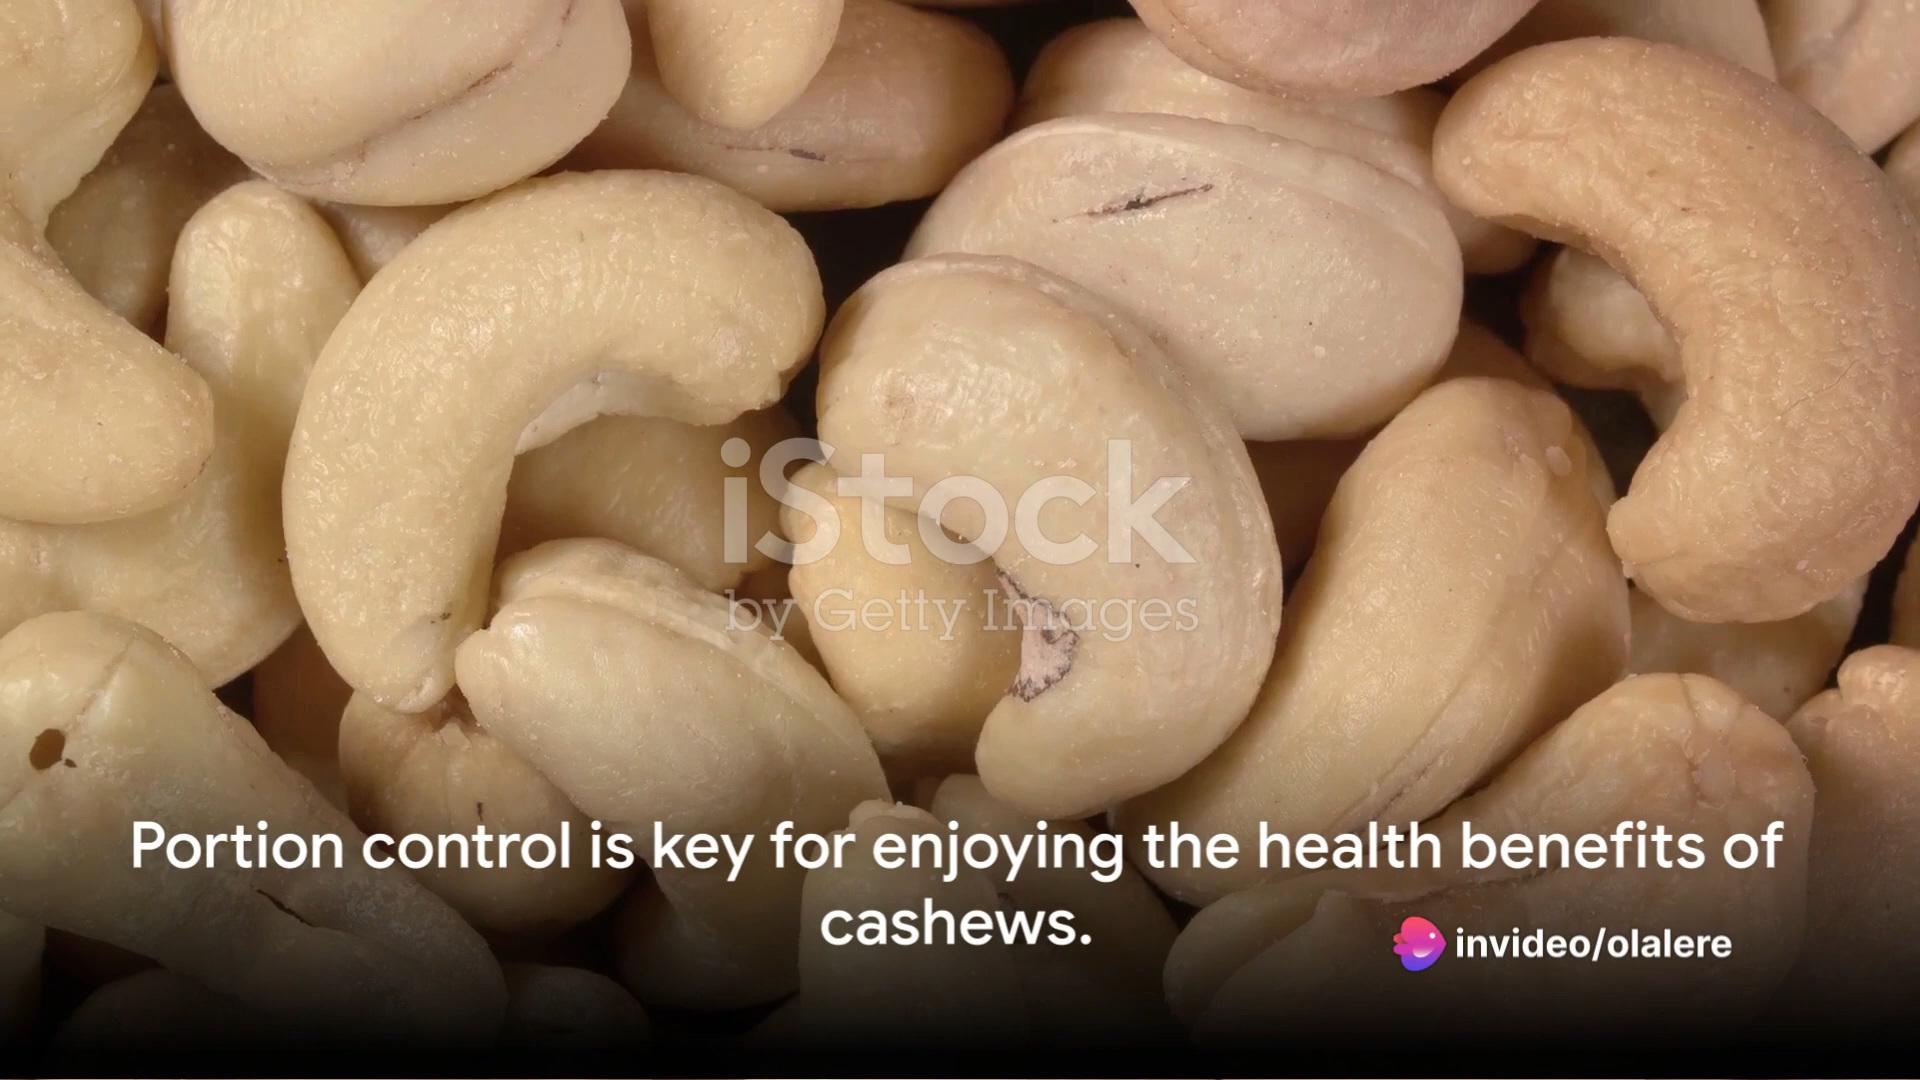 iStock
by Getty Images
Portion control is key for enjoying the health benefits of
cashews.
invideo/olalere